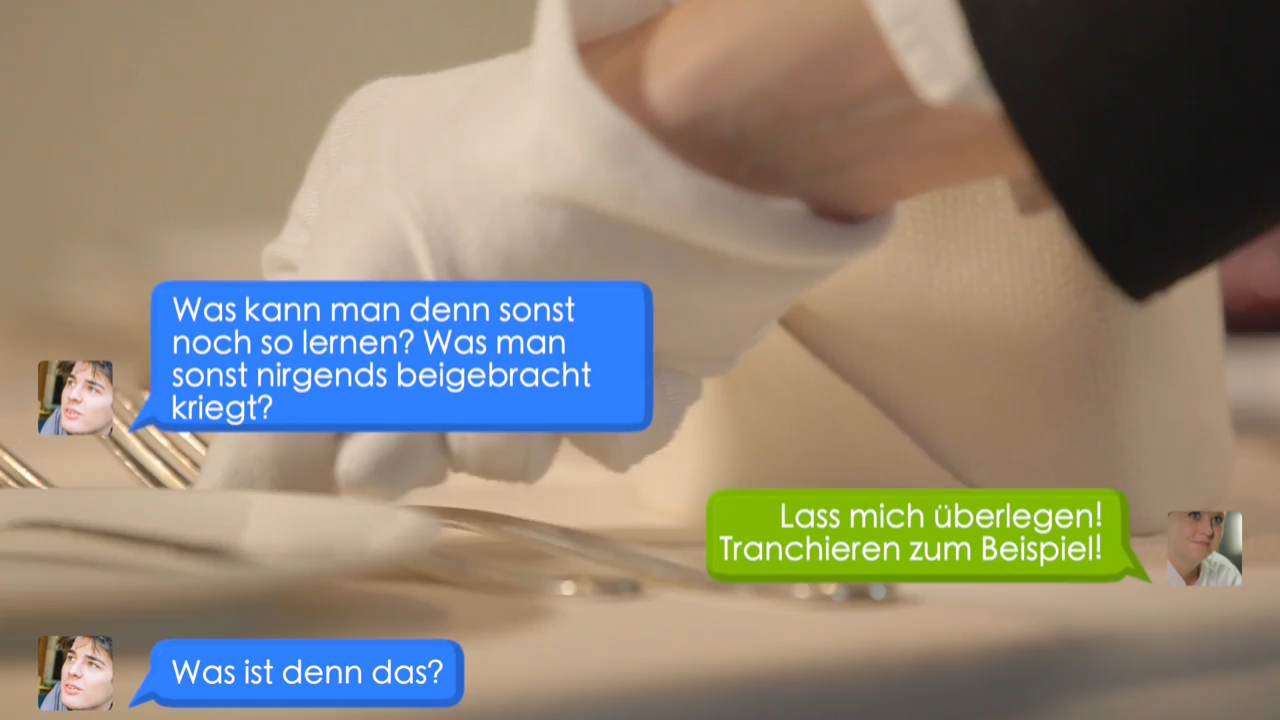 Was kann man denn sonst
noch so lernen? Was man
sonst nirgends beigebracht
kriegt?
Lass mich überlegen!
Tranchieren zum Beispiel!
Was ist denn das?